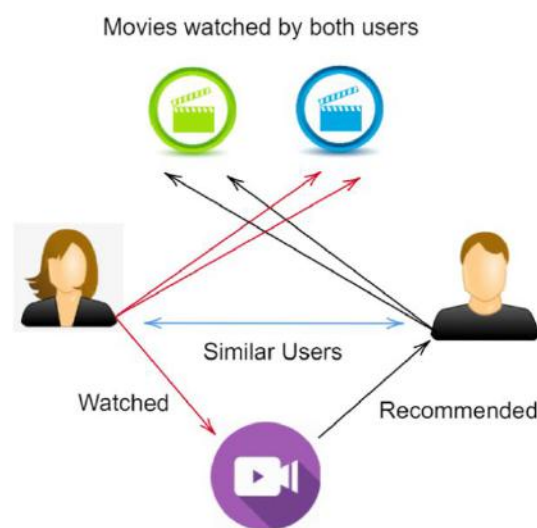 Movies watched by both users
Similar Users
Watched
Recommended